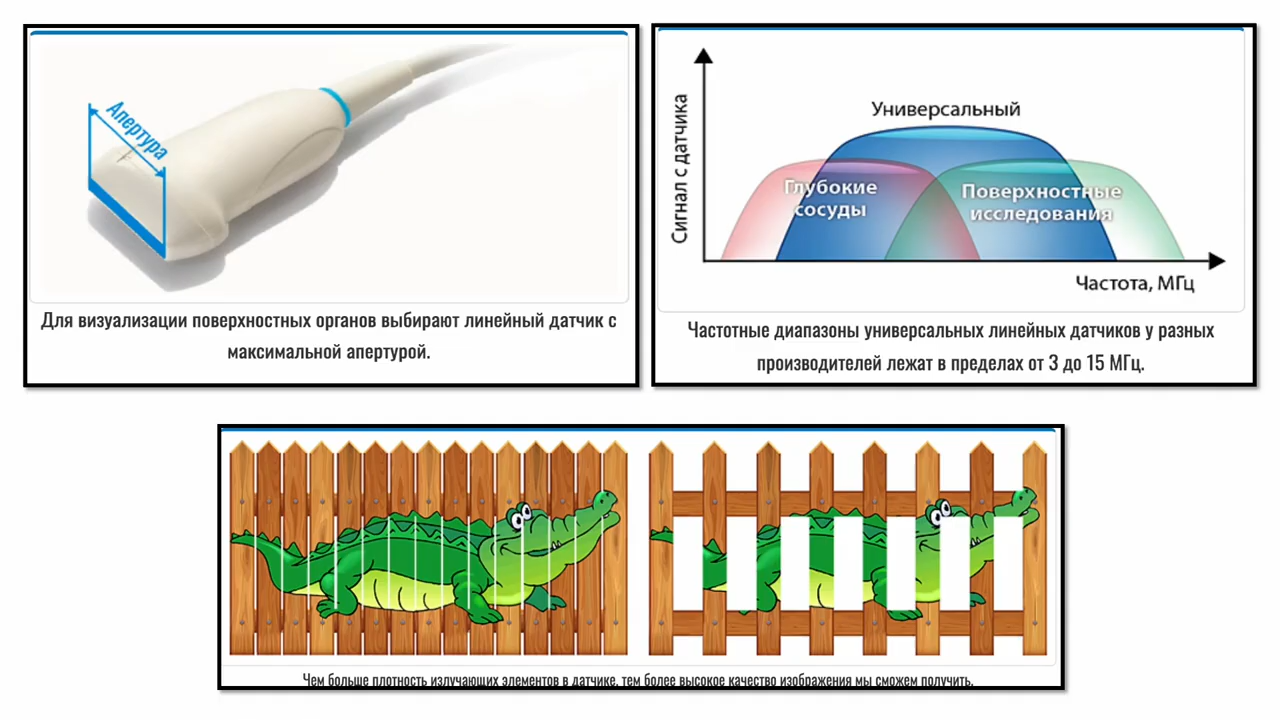 Апертура
Для визуализации поверхностных органов выбирают линейный датчик с
максимальной апертурой.
Сигнал с датчика
Универсальный
Глубокие
сосуды
Поверхностные
исследования
Частота, МГц
Частотные диапазоны универсальных линейных датчиков у разных
производителей лежат в пределах от 3 до 15 МГц.
Чем больше плотность излучающих элементов в датчике, тем более высокое качество изображения мы сможем получить.